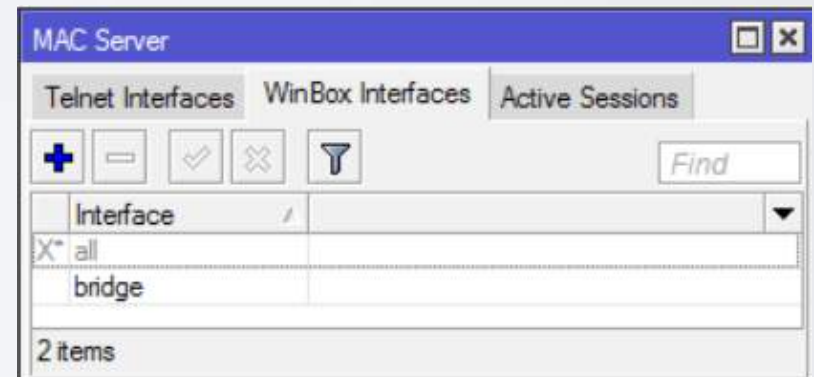 MAC Server
Telnet Interfaces WinBox Interfaces Active Sessions
Find
Interface
X* all
bridge
2 items